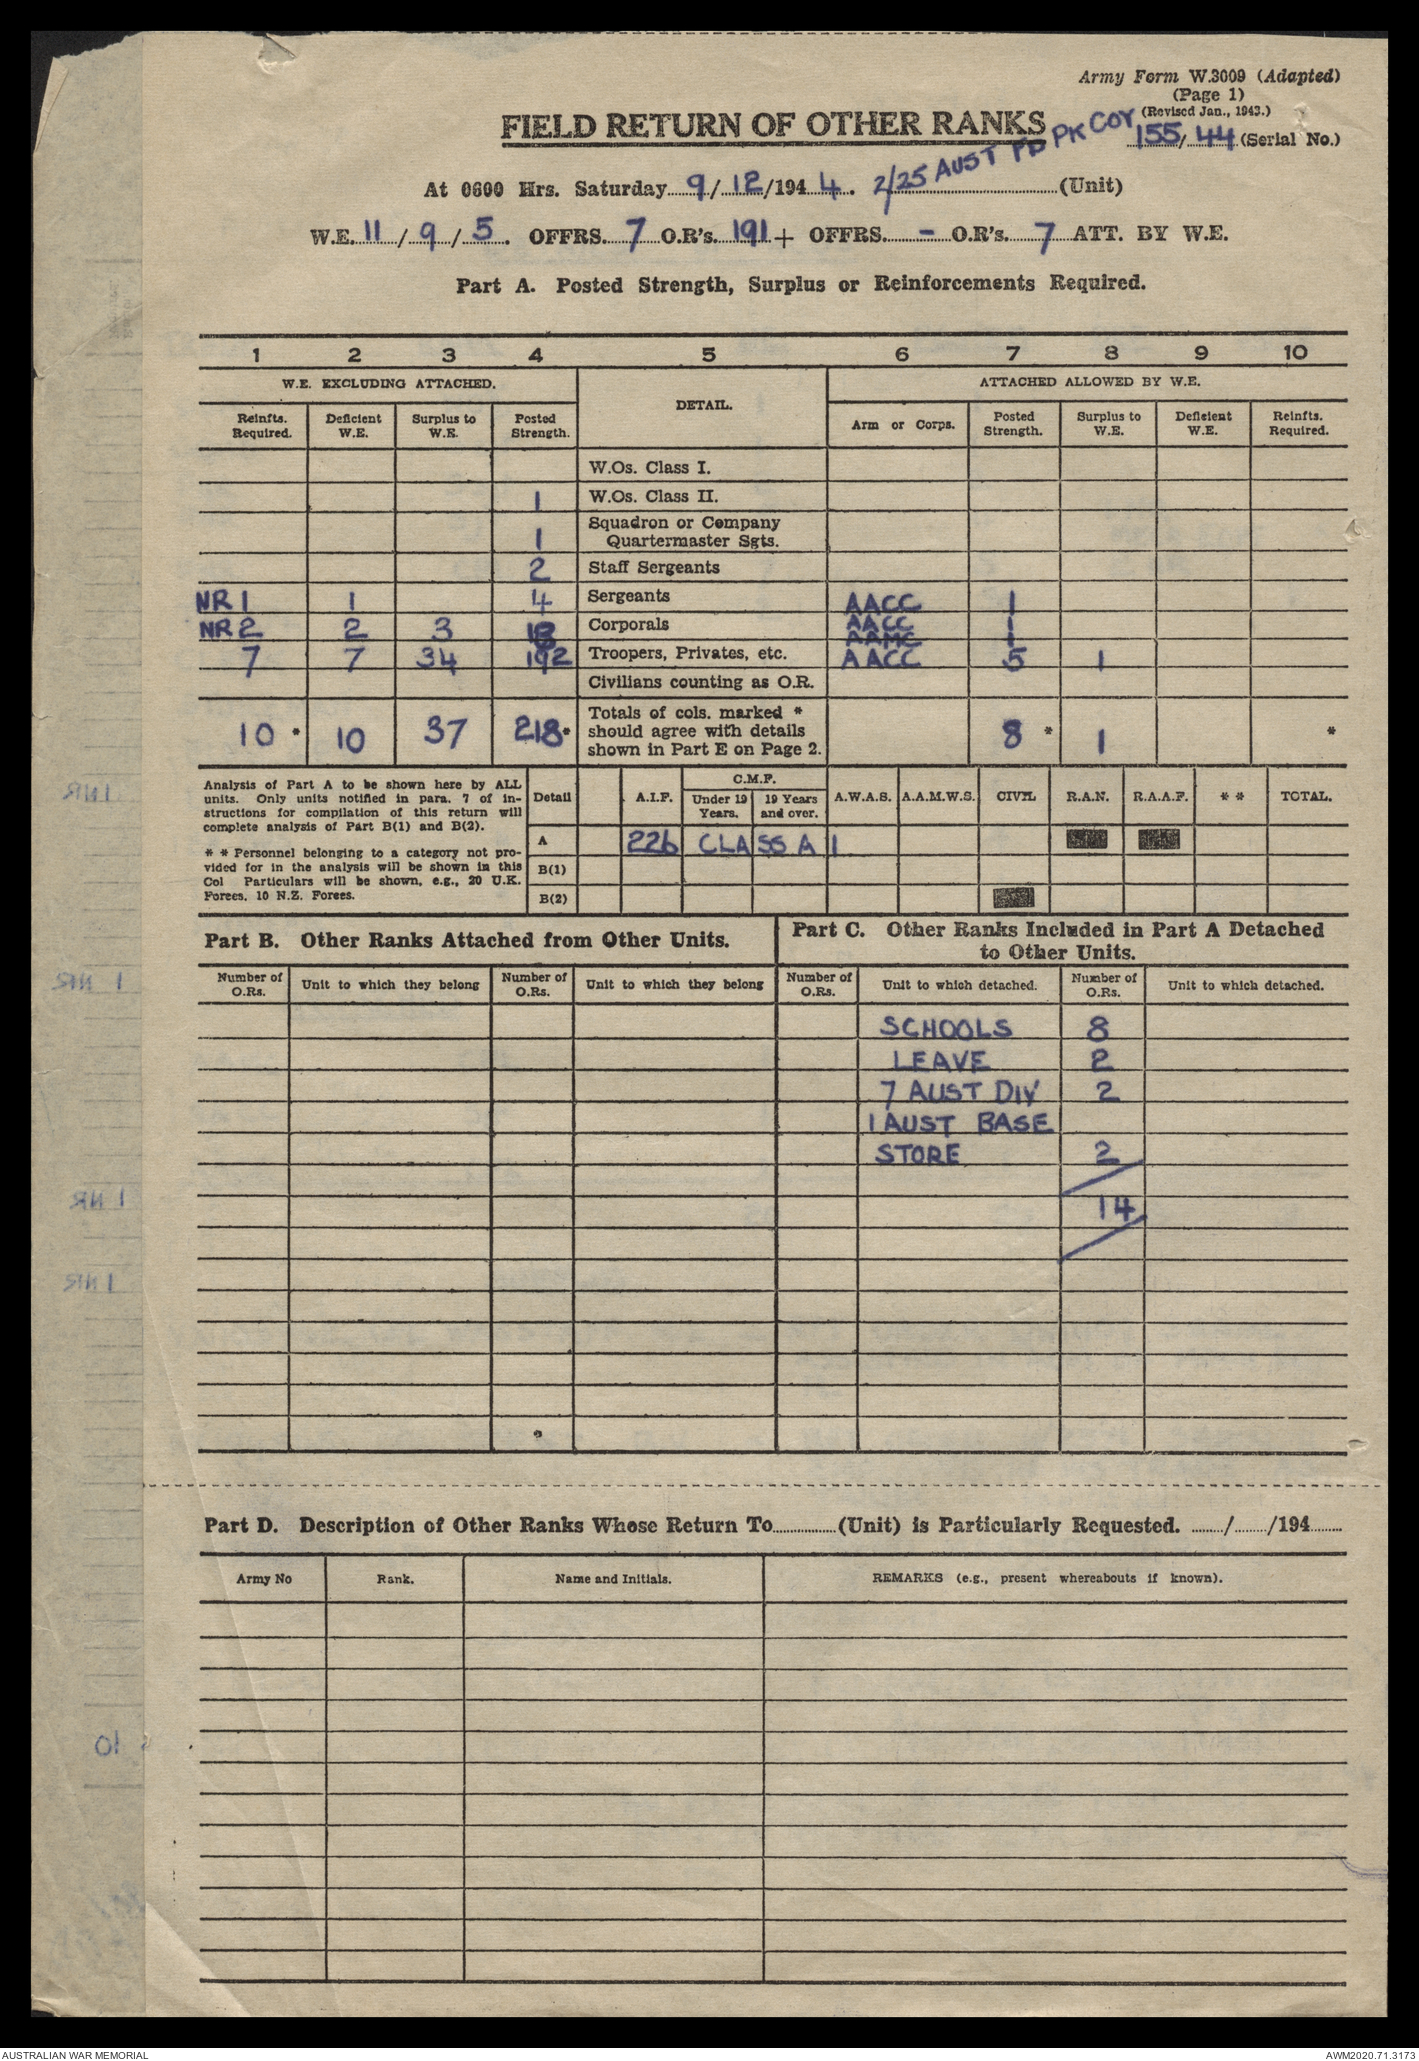 Army Form W.3009 (Adapted)
(Page 1)
(Revised Jan., 1943.)
FIELD RETURN OF OTHER RANKS
155/44 (Serial No.)
At 0600 Hrs. Saturday 9/12/1944. 2/25 AUST FD PK COY (Unit)
W.E. 11/9/5. OFFRS. 7 O.R's. 191 + OFFRS. - O.R's. 7 ATT. BY W.E.
Part A. Posted Strength, Surplus or Reinforcements Required.
1 2 3 4 5 6 7 8 9 10
W.E. EXCLUDING ATTACHED. DETAIL. ATTACHED ALLOWED BY W.E.
Reinfts. Required. Deficient W.E. Surplus to W.E. Posted Strength. Arm or Corps. Posted Strength. Surplus to W.E. Deficient W.E. Reinfts. Required.
W.Os. Class I.
1 W.Os. Class II.
Squadron or Company
1 Quartermaster Sgts.
2 Staff Sergeants
NR 1 1 4 Sergeants AACC 1
NR 2 2 3 18 Corporals AACC 1
AAMC 1
7 7 34 192 Troopers, Privates, etc. AACC 5 1
Civilians counting as O.R.
10 * 10 37 218 * Totals of cols. marked * should agree with details shown in Part E on Page 2. 8 * 1 *
Analysis of Part A to be shown here by ALL
units. Only units notified in para. 7 of in-
structions for compilation of this return will
complete analysis of Part B(1) and B(2).
* * Personnel belonging to a category not pro-
vided for in the analysis will be shown in this
Col Particulars will be shown, e.g., 20 U.K.
Forces. 10 N.Z. Forces.
Detail A.I.F. C.M.F. Under 19 Years. 19 Years and over. A.W.A.S. A.A.M.W.S. CIVIL R.A.N. R.A.A.F. * * TOTAL.
A 226 CLASS A 1
B(1)
B(2)
Part B. Other Ranks Attached from Other Units.
Part C. Other Ranks Included in Part A Detached
to Other Units.
Number of O.Rs. Unit to which they belong Number of O.Rs. Unit to which they belong Number of O.Rs. Unit to which detached. Number of O.Rs. Unit to which detached.
SCHOOLS 8
LEAVE 2
7 AUST DIV 2
1 AUST BASE
STORE 2
14
Part D. Description of Other Ranks Whose Return To (Unit) is Particularly Requested. / /194
Army No Rank. Name and Initials. REMARKS (e.g., present whereabouts if known).
1 NR
1 NR
1 NR
1 NR
10
AUSTRALIAN WAR MEMORIAL
AWM2020.71.3173